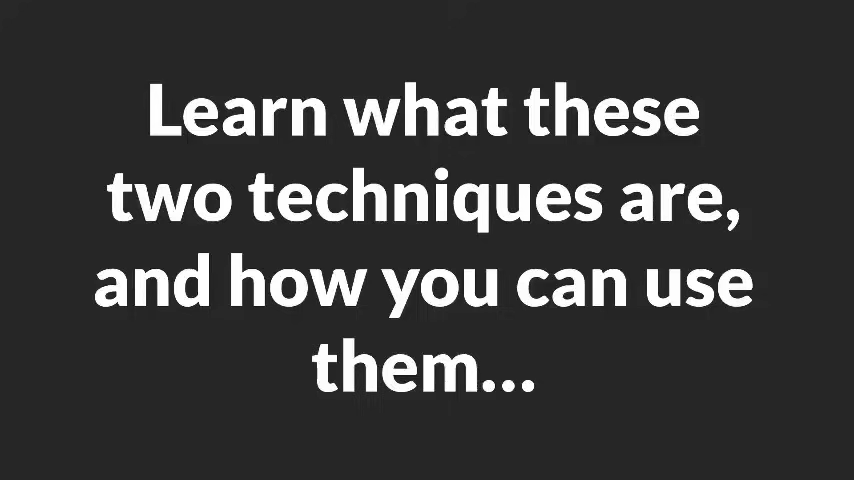 Learn what these
two techniques are,
and how you can use
them...